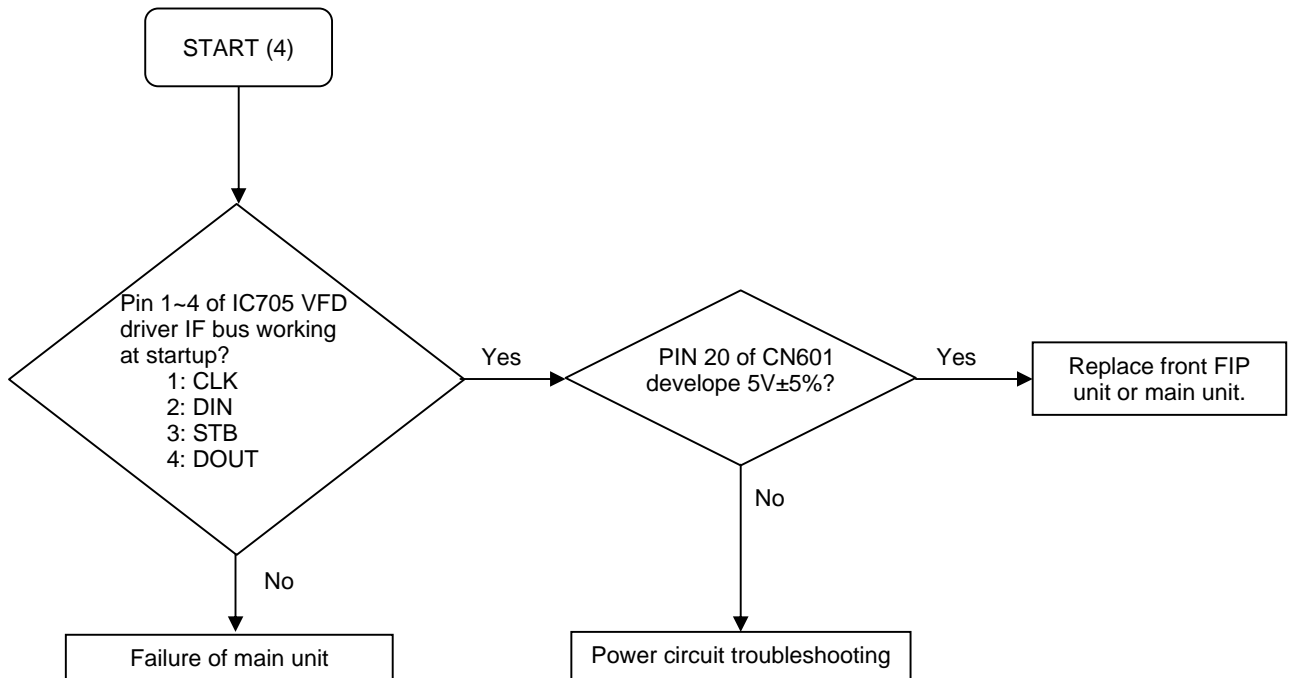 START (4)
Pin 1~4 of IC705 VFD
driver IF bus working
at startup?
1: CLK
2: DIN
3: STB
4: DOUT
Yes
PIN 20 of CN601
develope 5V±5%?
Yes
Replace front FIP
unit or main unit.
No
No
Failure of main unit
Power circuit troubleshooting